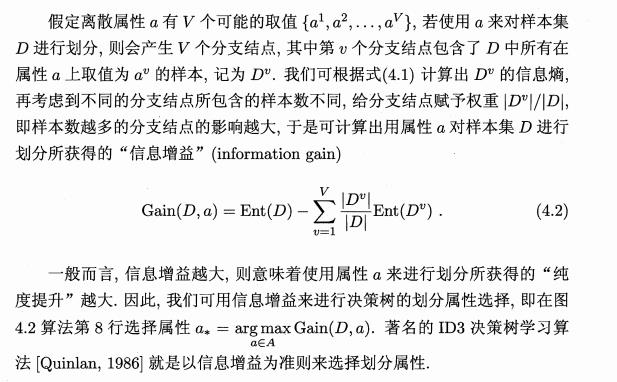 假定离散属性 a 有 V 个可能的取值 {a¹, a², . . . , a^V}, 若使用 a 来对样本集
D 进行划分, 则会产生 V 个分支结点, 其中第 v 个分支结点包含了 D 中所有在
属性 a 上取值为 a^v 的样本, 记为 D^v. 我们可根据式(4.1) 计算出 D^v 的信息熵,
再考虑到不同的分支结点所包含的样本数不同, 给分支结点赋予权重 |D^v|/|D|,
即样本数越多的分支结点的影响越大, 于是可计算出用属性 a 对样本集 D 进行
划分所获得的“信息增益” (information gain)
Gain(D, a) = Ent(D) − \sum_{v=1}^{V} \frac{|D^v|}{|D|} Ent(D^v) . (4.2)
一般而言, 信息增益越大, 则意味着使用属性 a 来进行划分所获得的“纯
度提升”越大. 因此, 我们可用信息增益来进行决策树的划分属性选择, 即在图
4.2 算法第 8 行选择属性 a_* = \arg\max_{a∈A} Gain(D, a). 著名的 ID3 决策树学习算
法 [Quinlan, 1986] 就是以信息增益为准则来选择划分属性.